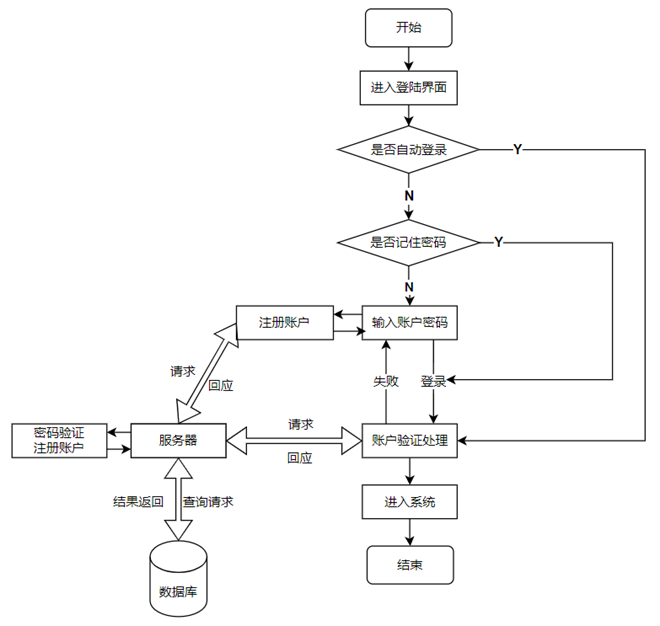 开始
进入登陆界面
是否自动登录
Y
N
是否记住密码
Y
N
注册账户
输入账户密码
请求
回应
失败
登录
密码验证
注册账户
服务器
请求
回应
账户验证处理
结果返回
查询请求
进入系统
结束
数据库